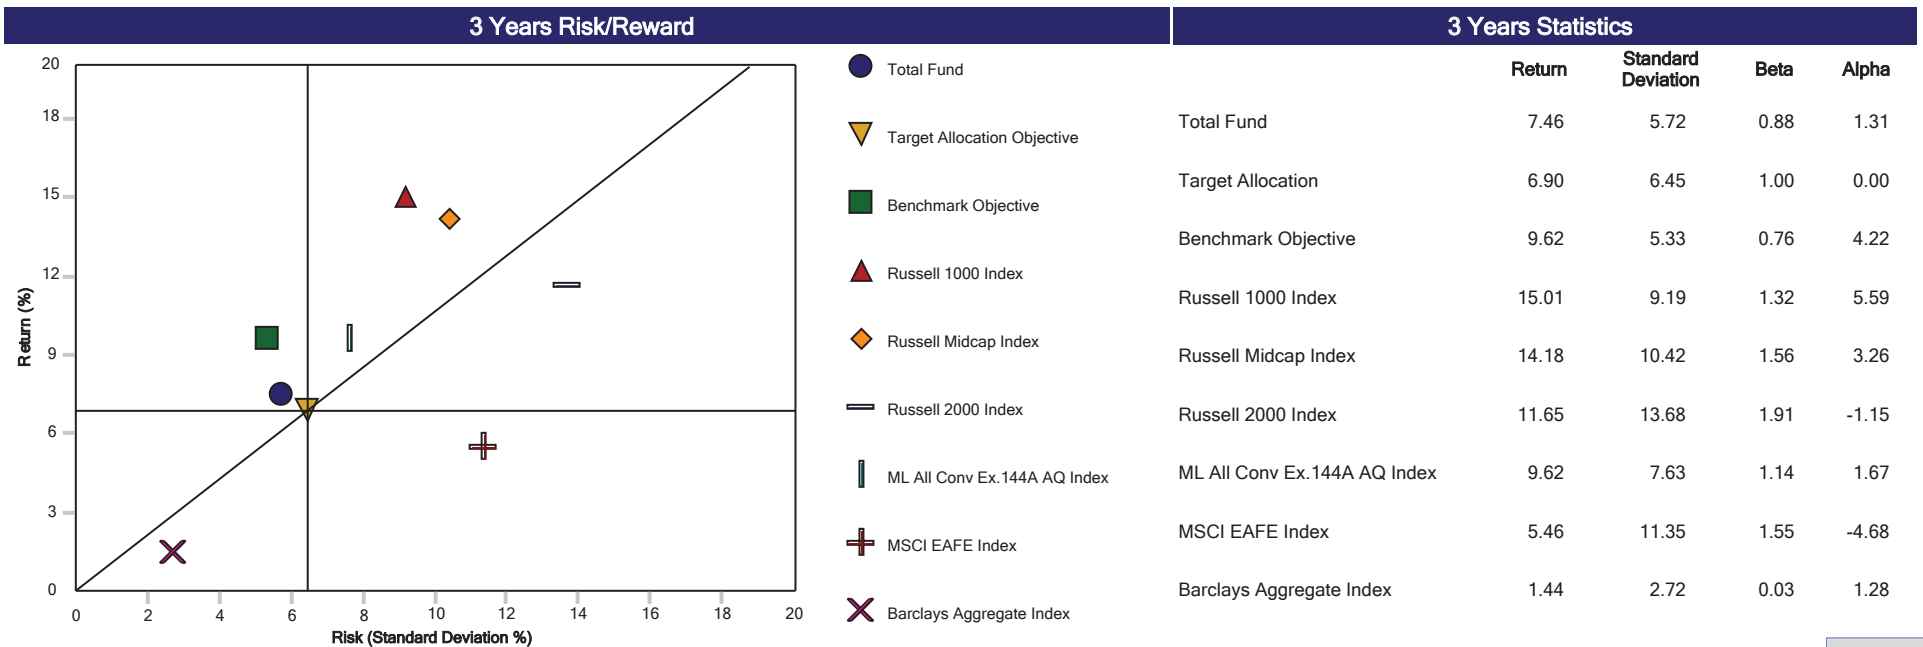 3 Years Risk/Reward
20
18
15
12
9
6
3
0
Return (%)
0 2 4 6 8 10 12 14 16 18 20
Risk (Standard Deviation %)
Total Fund
Target Allocation Objective
Benchmark Objective
Russell 1000 Index
Russell Midcap Index
Russell 2000 Index
ML All Conv Ex.144A AQ Index
MSCI EAFE Index
Barclays Aggregate Index
3 Years Statistics
Return Standard Deviation Beta Alpha
Total Fund 7.46 5.72 0.88 1.31
Target Allocation 6.90 6.45 1.00 0.00
Benchmark Objective 9.62 5.33 0.76 4.22
Russell 1000 Index 15.01 9.19 1.32 5.59
Russell Midcap Index 14.18 10.42 1.56 3.26
Russell 2000 Index 11.65 13.68 1.91 -1.15
ML All Conv Ex.144A AQ Index 9.62 7.63 1.14 1.67
MSCI EAFE Index 5.46 11.35 1.55 -4.68
Barclays Aggregate Index 1.44 2.72 0.03 1.28